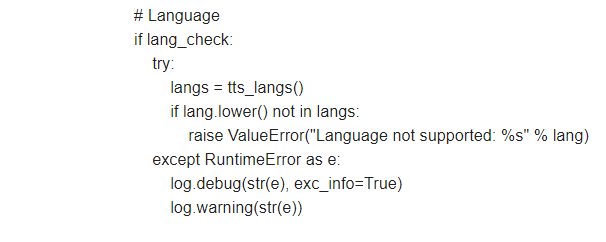 # Language
if lang_check:
try:
langs = tts_langs()
if lang.lower() not in langs:
raise ValueError("Language not supported: %s" % lang)
except RuntimeError as e:
log.debug(str(e), exc_info=True)
log.warning(str(e))